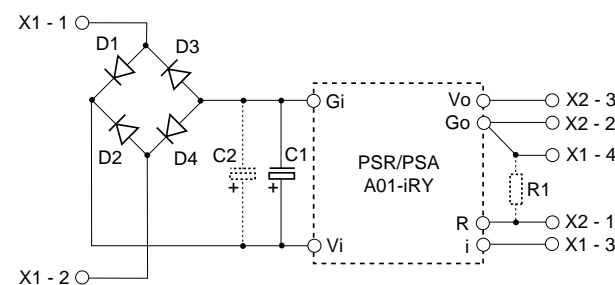 X1 - 1
D1
D3
D2
D4
C2
+
C1
+
Gi
Vi
PSR/PSA
A01-iRY
Vo
Go
R
i
R1
X2 - 3
X2 - 2
X1 - 4
X2 - 1
X1 - 3
X1 - 2